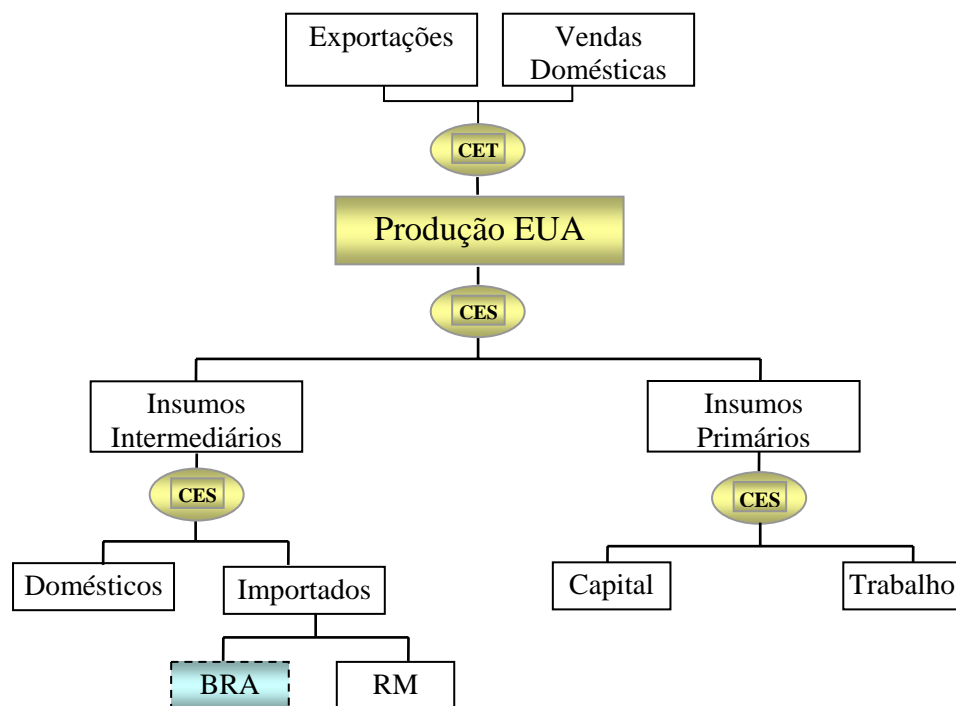 Exportações
Vendas
Domésticas
CET
Produção EUA
CES
Insumos
Intermediários
Insumos
Primários
CES
CES
Domésticos
Importados
Capital
Trabalho
BRA
RM